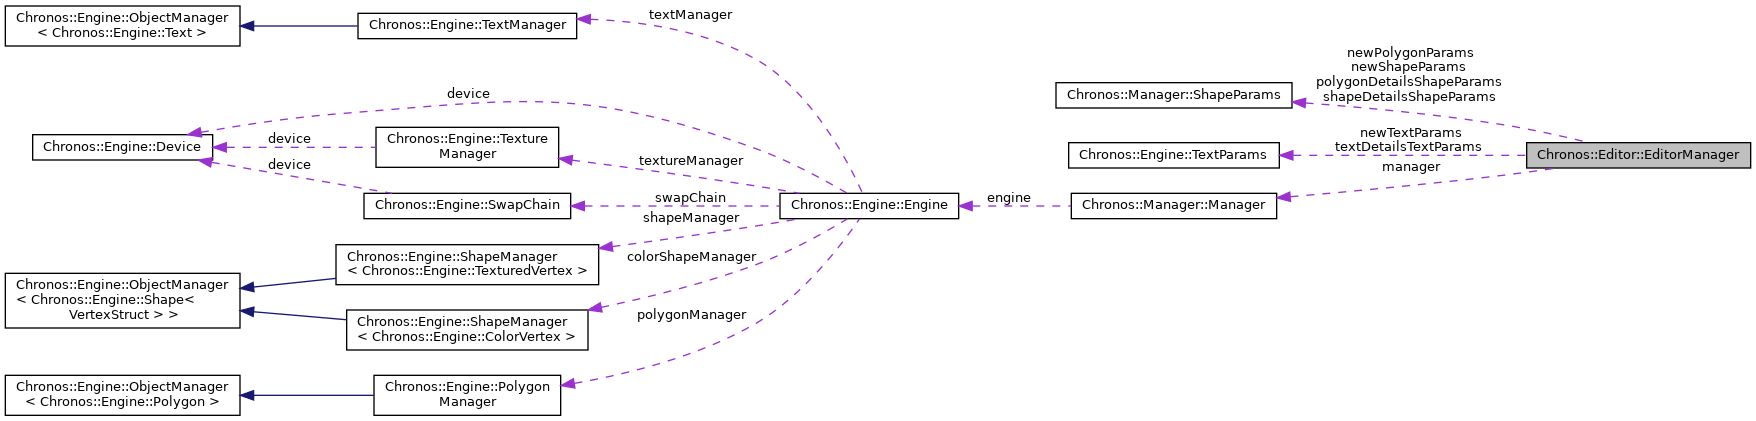 Chronos::Engine::ObjectManager
< Chronos::Engine::Text >
Chronos::Engine::TextManager
textManager
newPolygonParams
newShapeParams
polygonDetailsShapeParams
shapeDetailsShapeParams
Chronos::Manager::ShapeParams
device
Chronos::Engine::Device
device
device
Chronos::Engine::Texture
Manager
textureManager
newTextParams
textDetailsTextParams
Chronos::Engine::TextParams
Chronos::Editor::EditorManager
manager
Chronos::Engine::SwapChain
swapChain
Chronos::Engine::Engine
engine
Chronos::Manager::Manager
shapeManager
Chronos::Engine::ShapeManager
< Chronos::Engine::TexturedVertex >
colorShapeManager
Chronos::Engine::ObjectManager
< Chronos::Engine::Shape<
VertexStruct > >
Chronos::Engine::ShapeManager
< Chronos::Engine::ColorVertex >
polygonManager
Chronos::Engine::ObjectManager
< Chronos::Engine::Polygon >
Chronos::Engine::Polygon
Manager